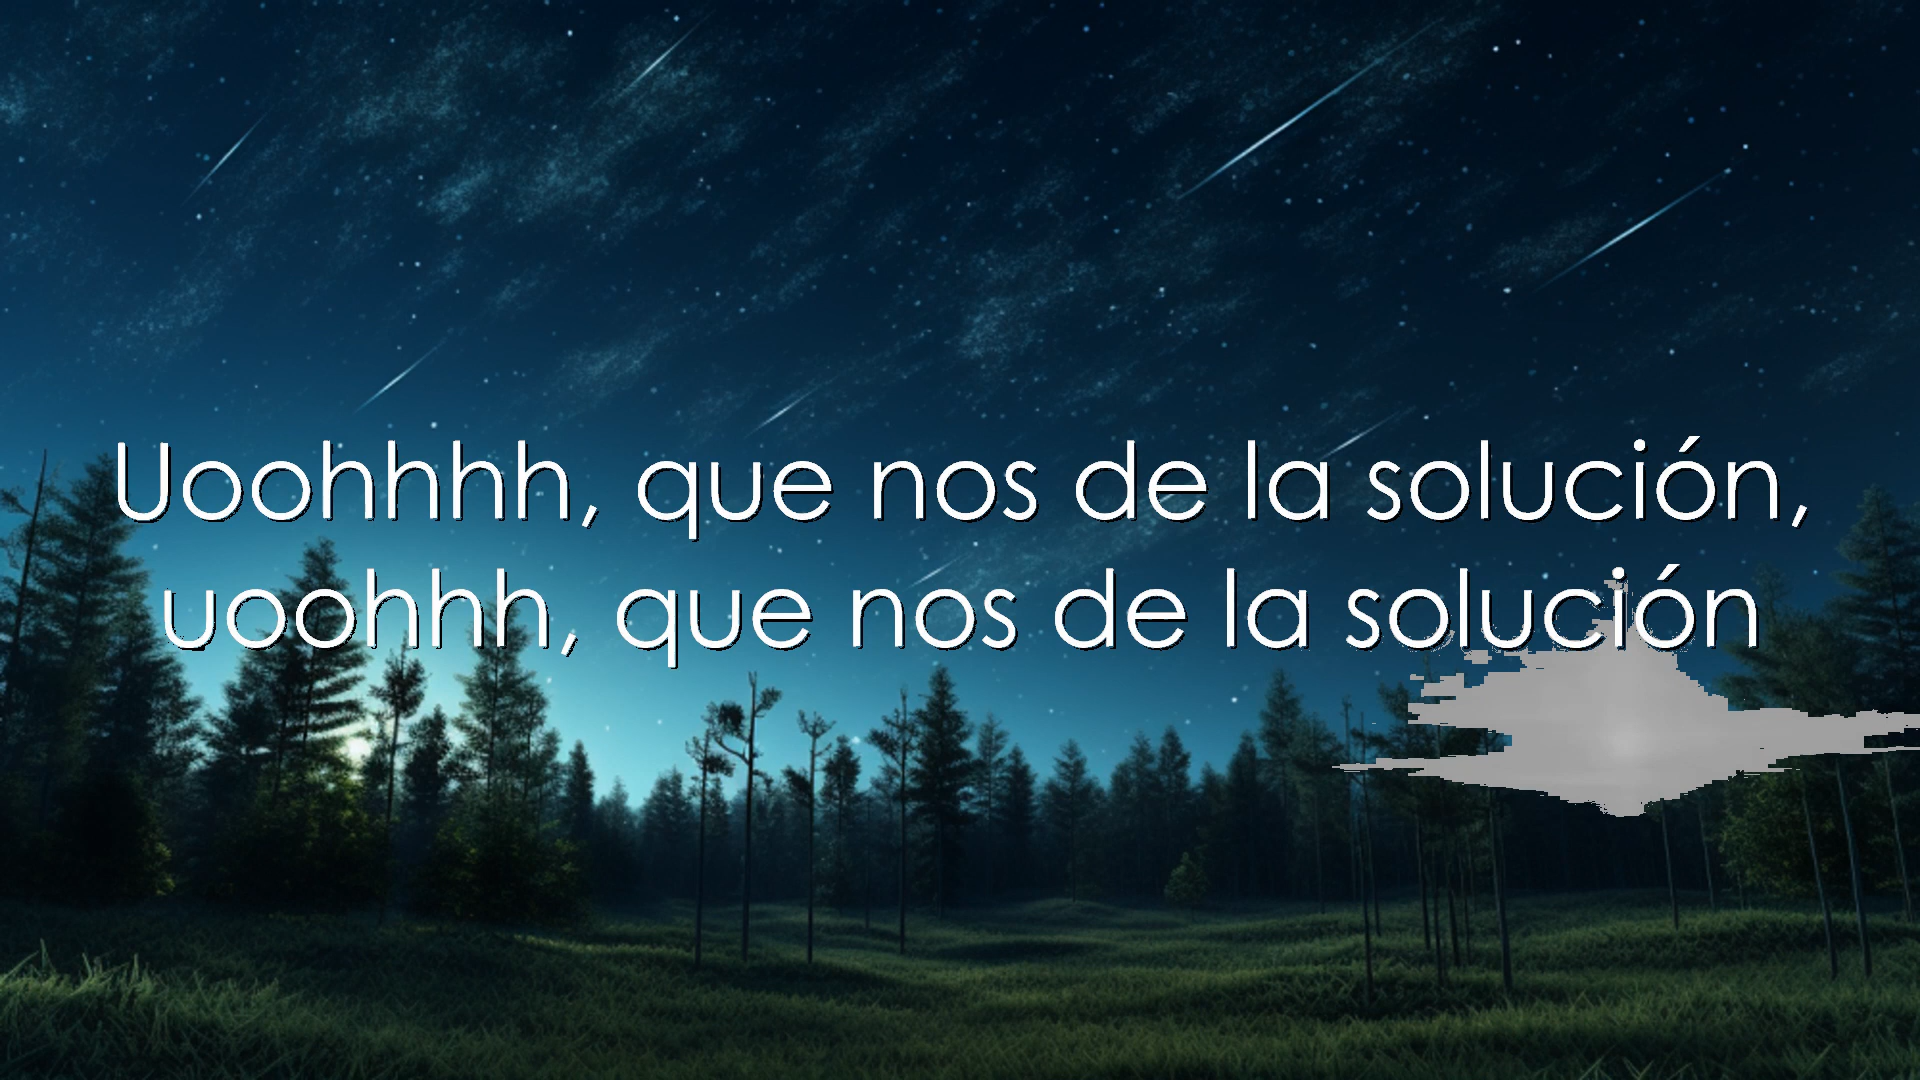 Uoohhhh, que nos de la solución,
uoohhh, que nos de la solución